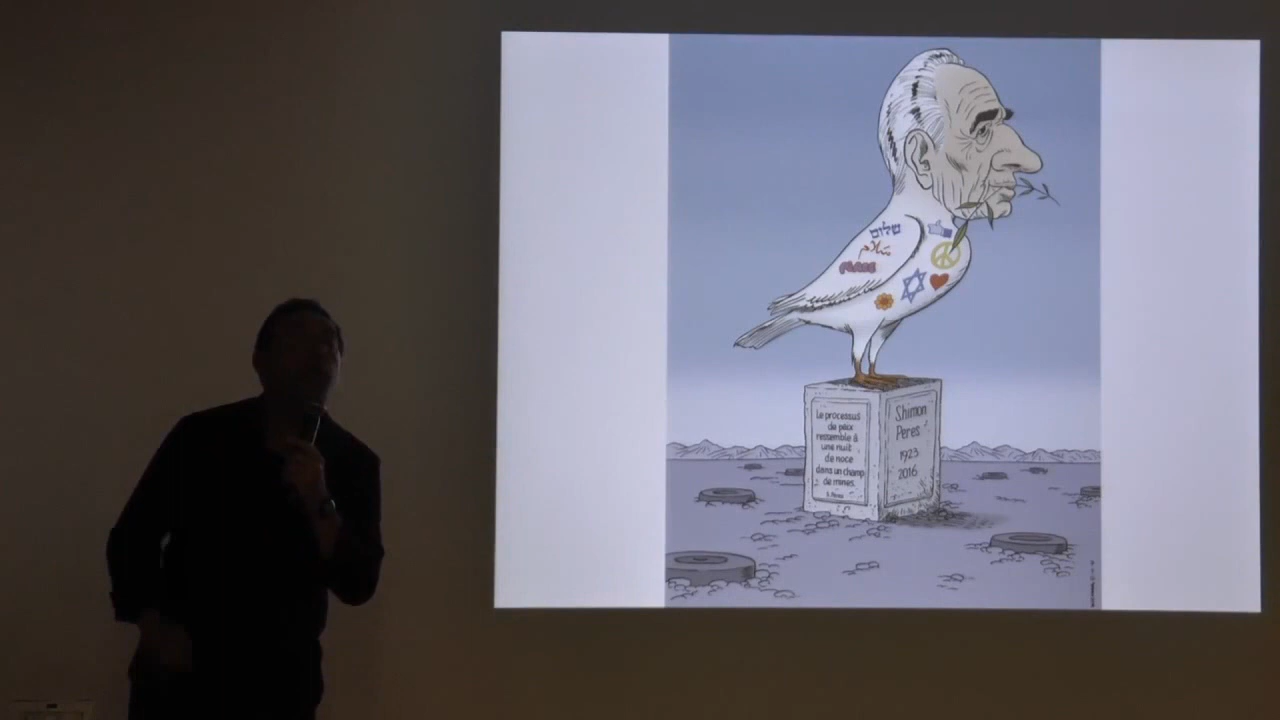 שלום
سلام
PEACE
Le processus
de paix
ressemble à
une nuit
de noce
dans un champ
de mines.
S. Peres
Shimon
Peres
1923
2016